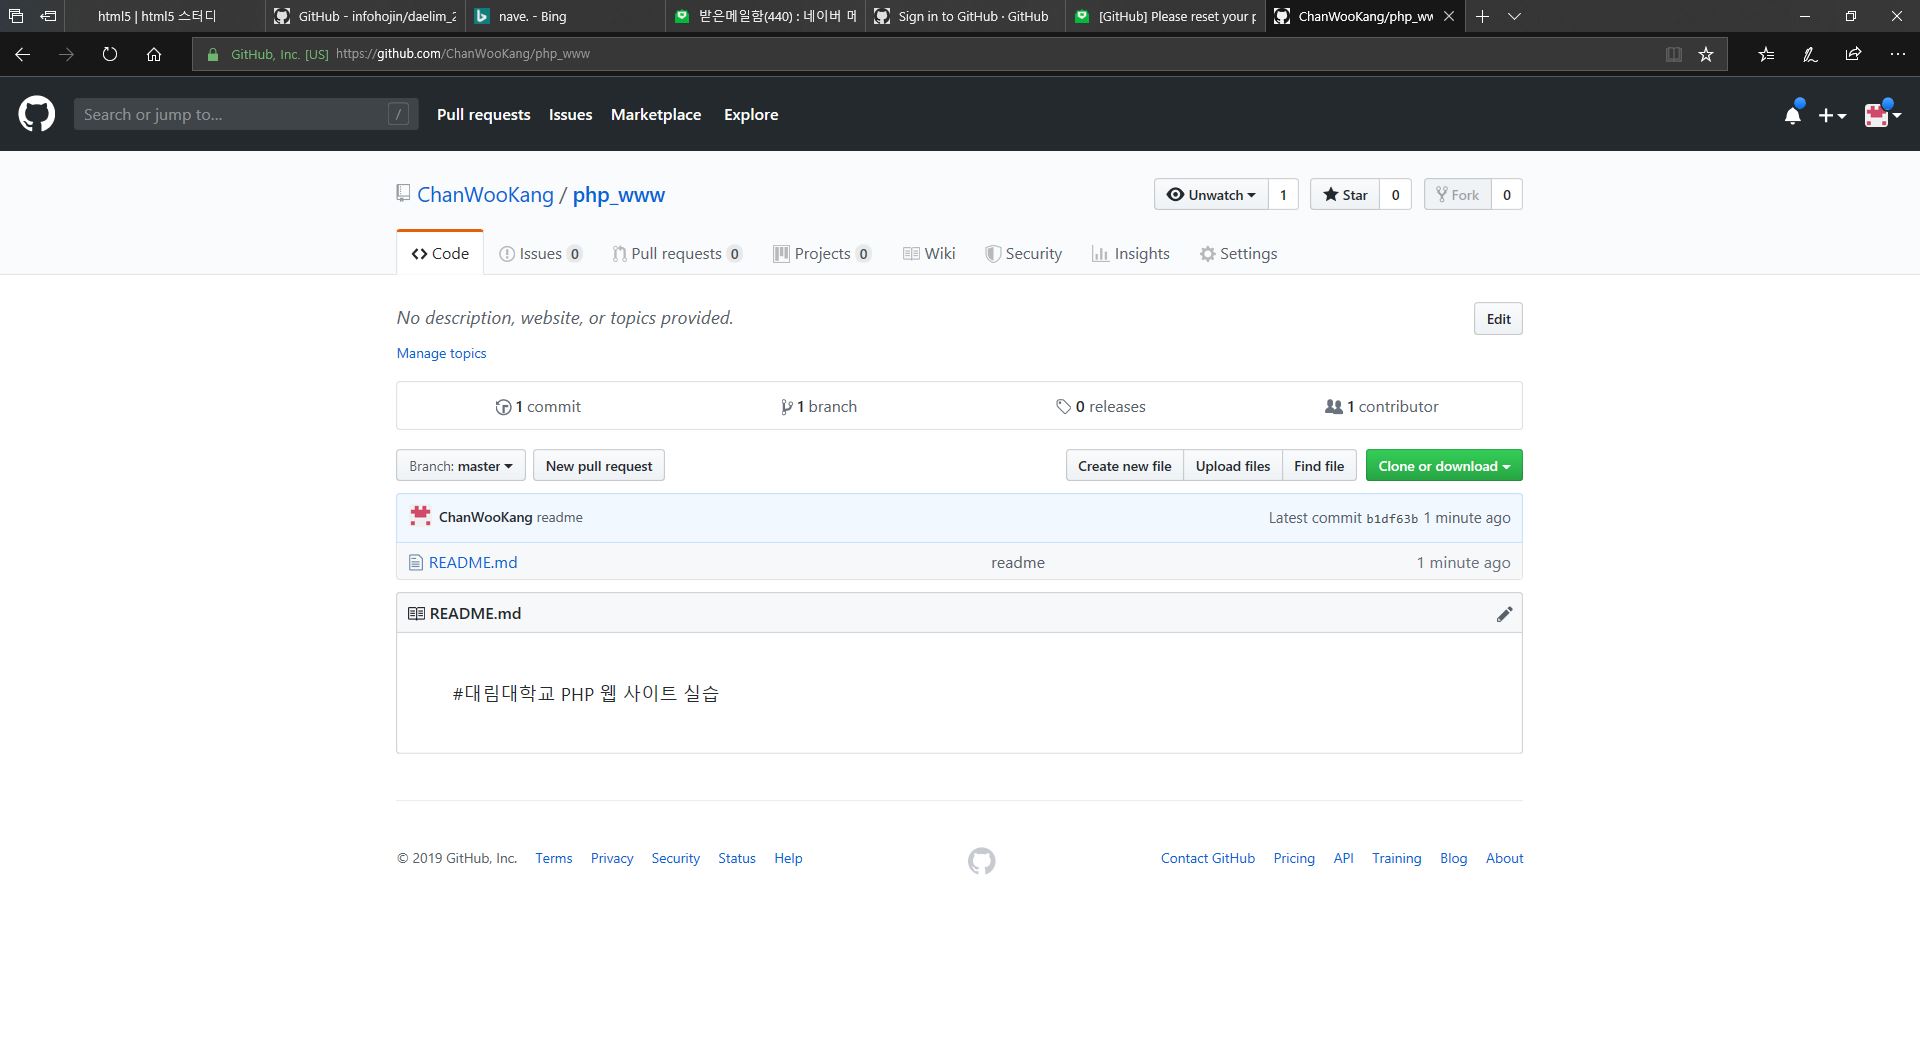 html5 | html5 스터디
GitHub - infohojin/daelim_2
nave. - Bing
받은메일함(440) : 네이버 메
Sign in to GitHub · GitHub
[GitHub] Please reset your p
ChanWooKang/php_ww
GitHub, Inc. [US] https://github.com/ChanWooKang/php_www
Search or jump to... /
Pull requests Issues Marketplace Explore
ChanWooKang / php_www
Unwatch 1 Star 0 Fork 0
Code Issues 0 Pull requests 0 Projects 0 Wiki Security Insights Settings
No description, website, or topics provided.
Edit
Manage topics
1 commit 1 branch 0 releases 1 contributor
Branch: master New pull request Create new file Upload files Find file Clone or download
ChanWooKang readme Latest commit b1df63b 1 minute ago
README.md readme 1 minute ago
README.md
#대림대학교 PHP 웹 사이트 실습
© 2019 GitHub, Inc. Terms Privacy Security Status Help Contact GitHub Pricing API Training Blog About